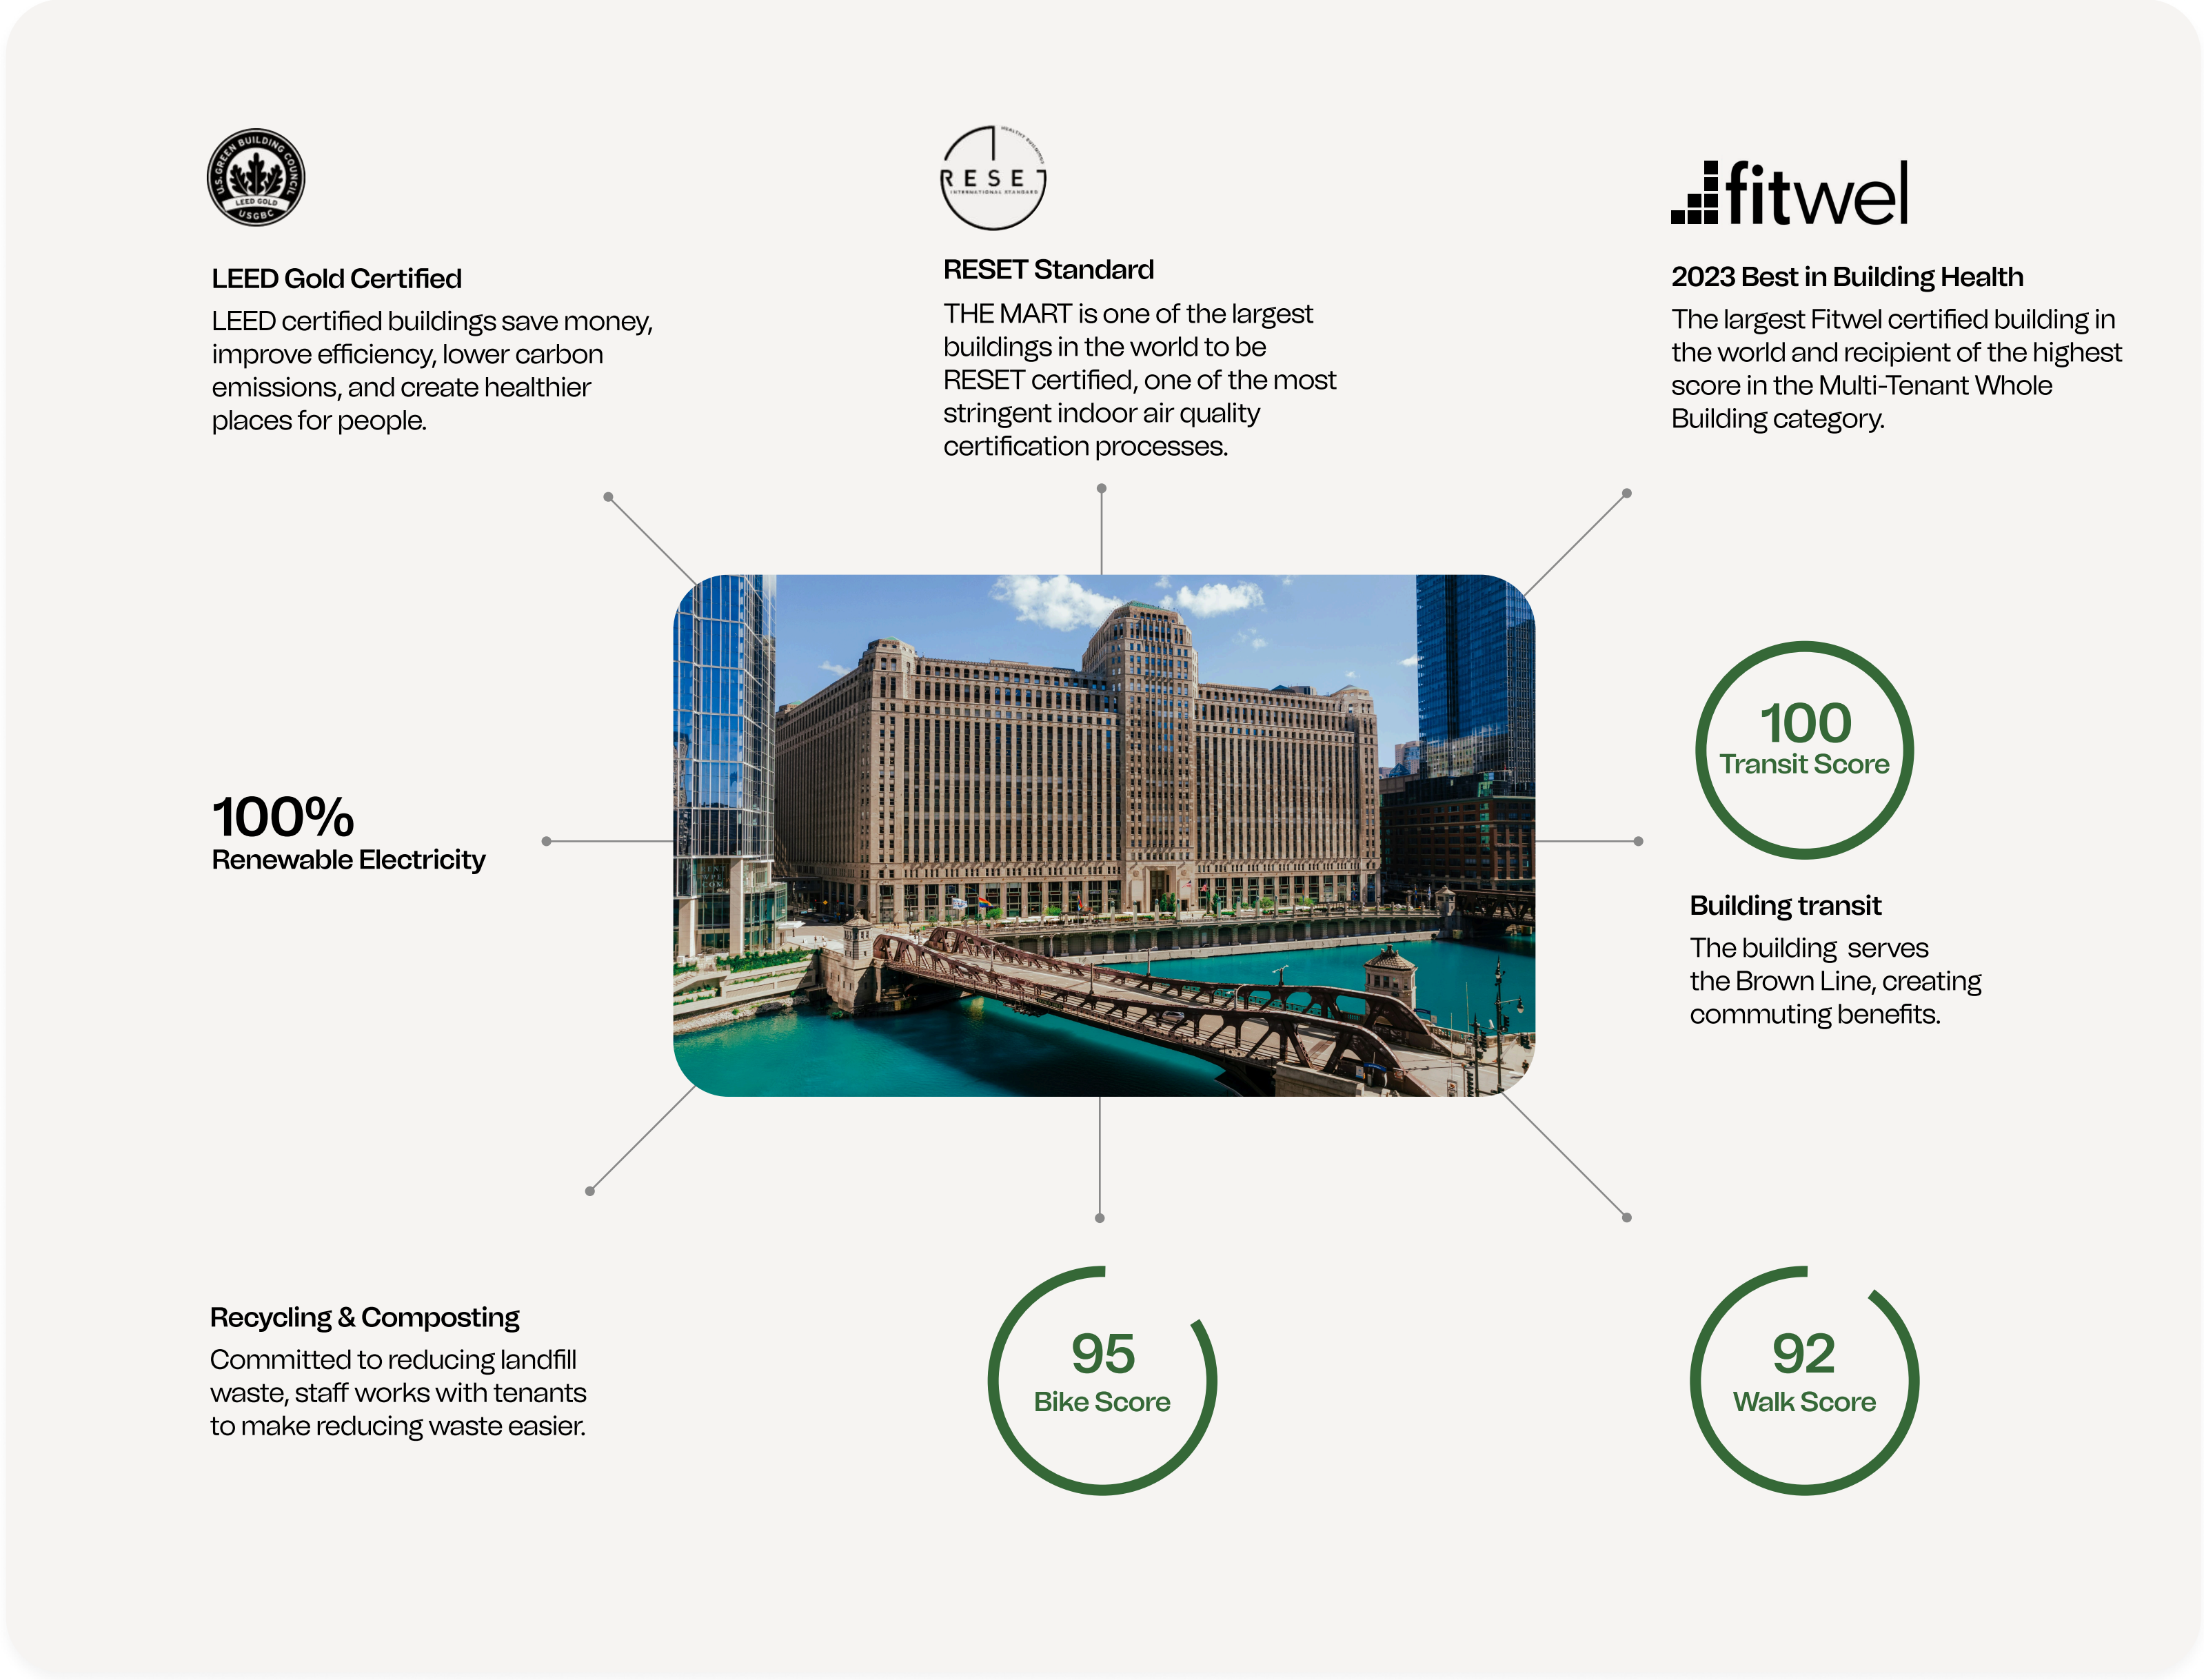 U.S. GREEN BUILDING COUNCIL
LEED GOLD
USGBC
LEED Gold Certified
LEED certified buildings save money,
improve efficiency, lower carbon
emissions, and create healthier
places for people.
HEALTHY BUILDINGS
RESET
INTERNATIONAL STANDARD
RESET Standard
THE MART is one of the largest
buildings in the world to be
RESET certified, one of the most
stringent indoor air quality
certification processes.
fitwel
2023 Best in Building Health
The largest Fitwel certified building in
the world and recipient of the highest
score in the Multi-Tenant Whole
Building category.
100%
Renewable Electricity
100
Transit Score
Building transit
The building  serves
the Brown Line, creating
commuting benefits.
Recycling & Composting
Committed to reducing landfill
waste, staff works with tenants
to make reducing waste easier.
95
Bike Score
92
Walk Score